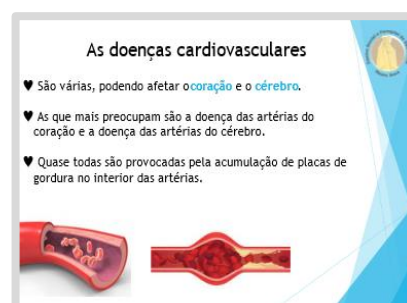 As doenças cardiovasculares
♥ São várias, podendo afetar o coração e o cérebro.
♥ As que mais preocupam são a doença das artérias do
coração e a doença das artérias do cérebro.
♥ Quase todas são provocadas pela acumulação de placas de
gordura no interior das artérias.